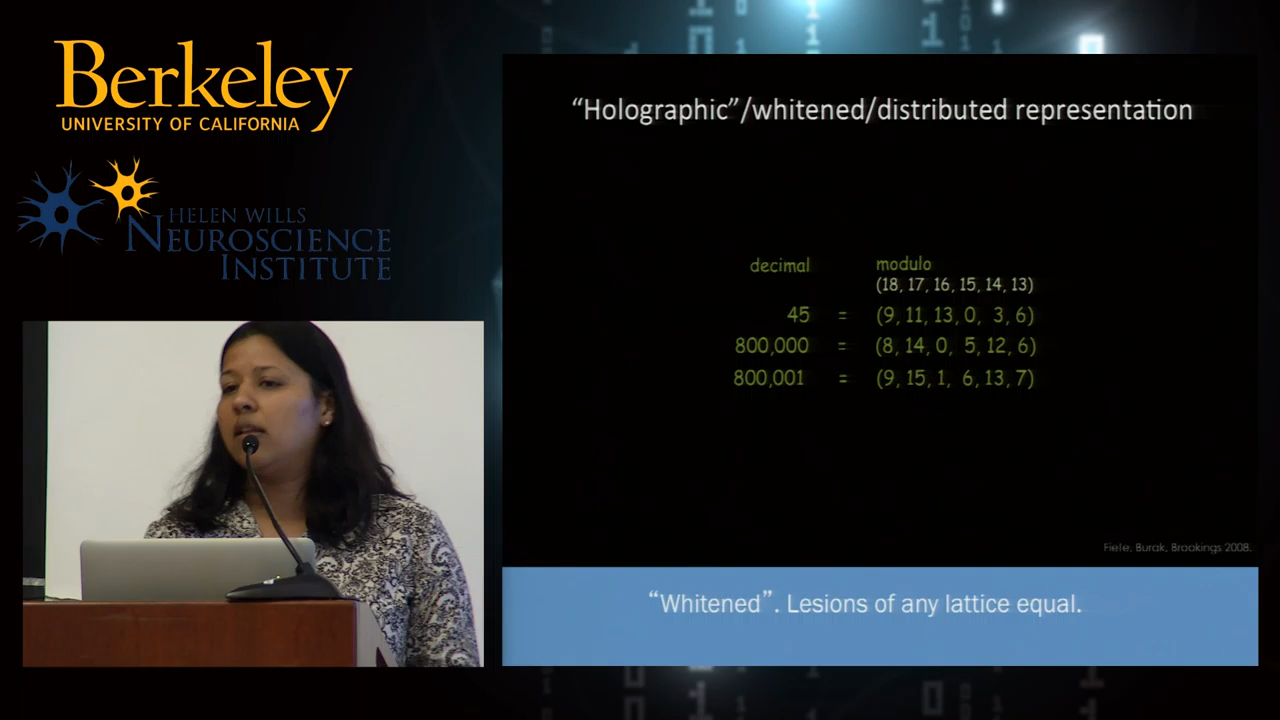 Berkeley
UNIVERSITY OF CALIFORNIA
HELEN WILLS
NEUROSCIENCE
INSTITUTE
“Holographic”/whitened/distributed representation
decimal modulo
(18, 17, 16, 15, 14, 13)
45 = (9, 11, 13, 0, 3, 6)
800,000 = (8, 14, 0, 5, 12, 6)
800,001 = (9, 15, 1, 6, 13, 7)
Fiete, Burak, Brookings 2008.
“Whitened”. Lesions of any lattice equal.